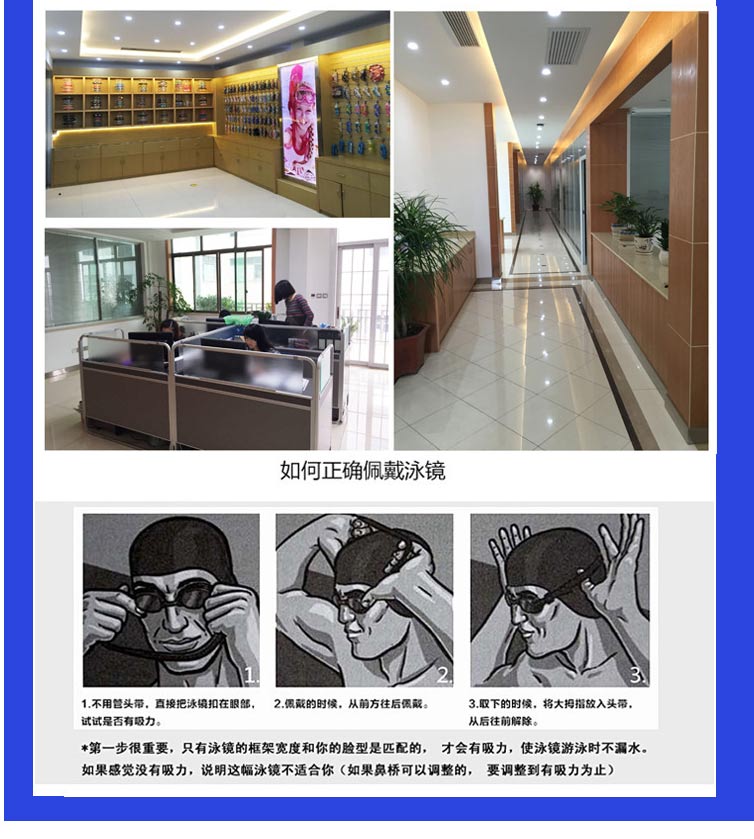 如何正确佩戴泳镜
1.
2.
3.
1.不用管头带，直接把泳镜扣在眼部，
试试是否有吸力。
2.佩戴的时候，从前方往后佩戴。
3.取下的时候，将大拇指放入头带，
从后往前解除。
*第一步很重要，只有泳镜的框架宽度和你的脸型是匹配的， 才会有吸力，使泳镜游泳时不漏水。
如果感觉没有吸力，说明这幅泳镜不适合你（如果鼻桥可以调整的， 要调整到有吸力为止）